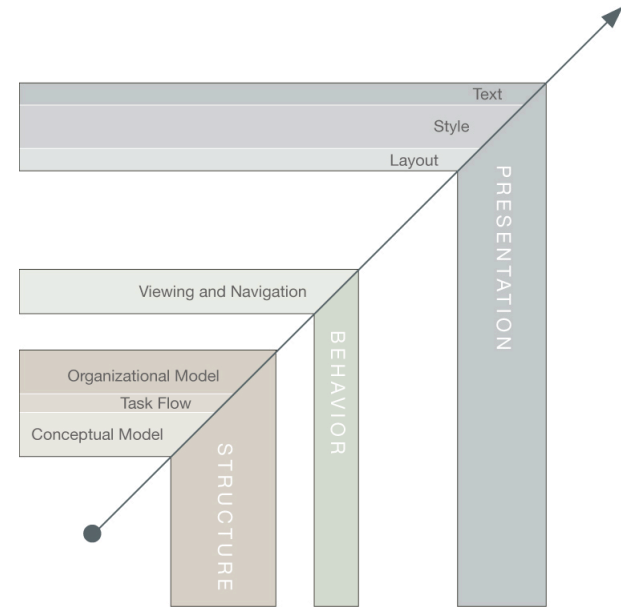 Text
Style
Layout
PRESENTATION
Viewing and Navigation
BEHAVIOR
Organizational Model
Task Flow
Conceptual Model
STRUCTURE